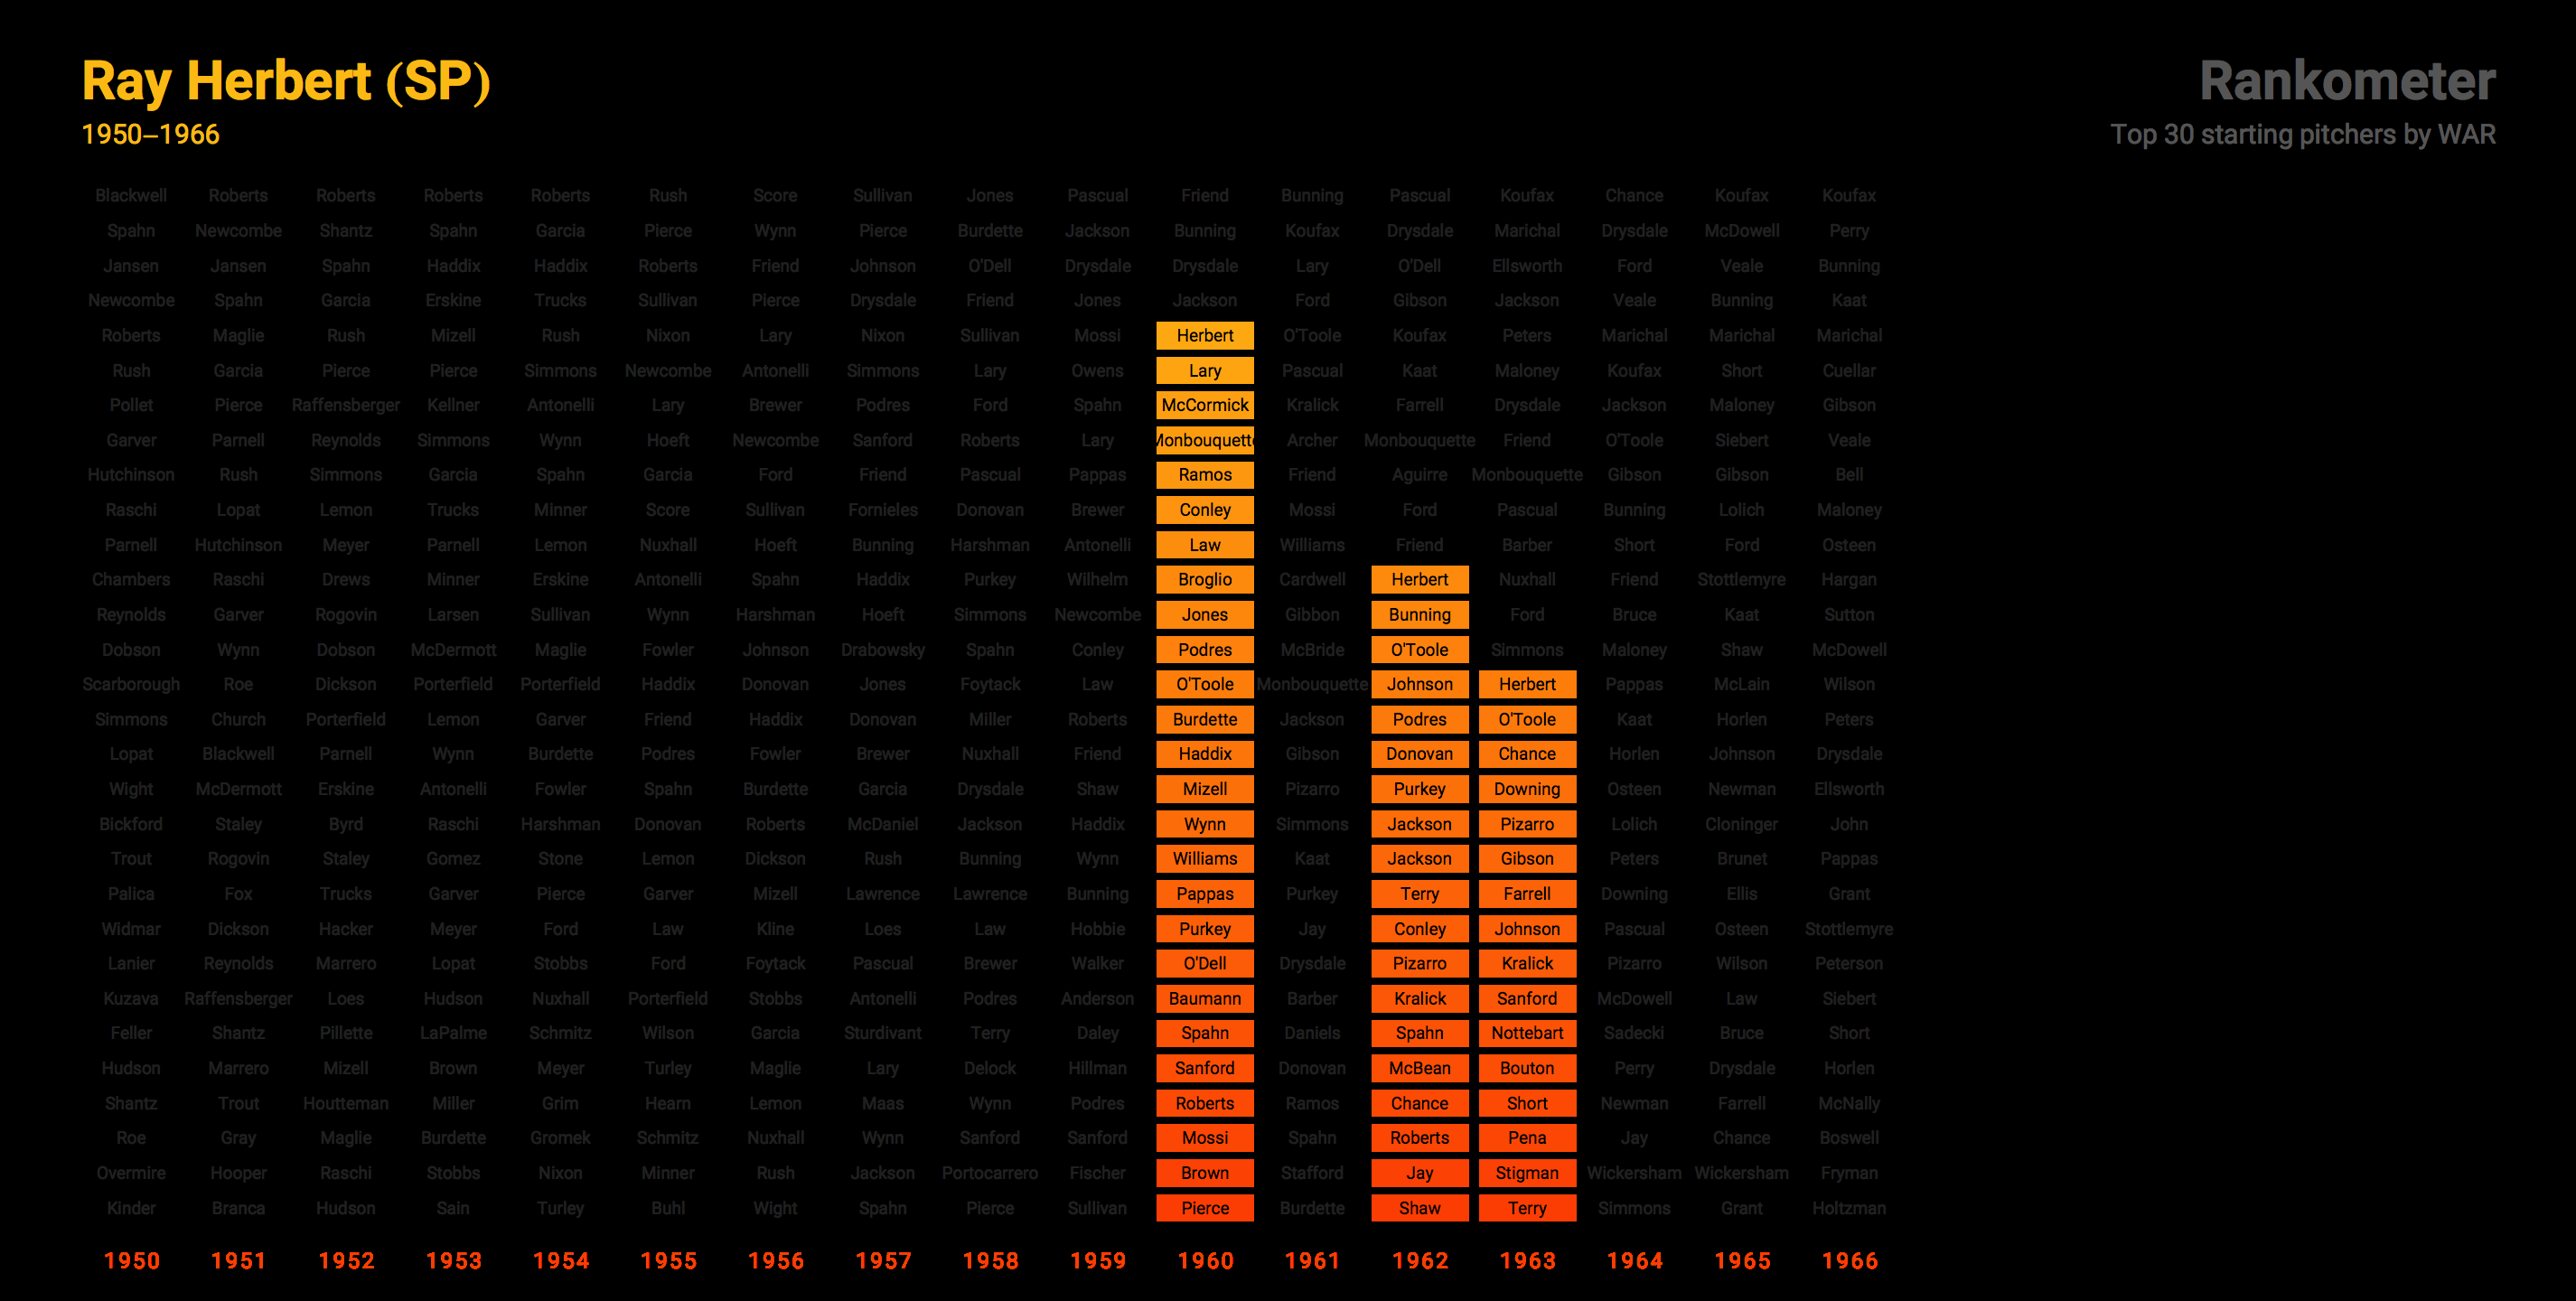 Ray Herbert (SP)
Rankometer
1950–1966
Top 30 starting pitchers by WAR
Blackwell Roberts Roberts Roberts Roberts Rush Score Sullivan Jones Pascual Friend Bunning Pascual Koufax Chance Koufax Koufax
Spahn Newcombe Shantz Spahn Garcia Pierce Wynn Pierce Burdette Jackson Bunning Koufax Drysdale Marichal Drysdale McDowell Perry
Jansen Jansen Spahn Haddix Haddix Roberts Friend Johnson O'Dell Drysdale Drysdale Lary O'Dell Ellsworth Ford Veale Bunning
Newcombe Spahn Garcia Erskine Trucks Sullivan Pierce Drysdale Friend Jones Jackson Ford Gibson Jackson Veale Bunning Kaat
Roberts Maglie Rush Mizell Rush Nixon Lary Nixon Sullivan Mossi Herbert O'Toole Koufax Peters Marichal Marichal Marichal
Rush Garcia Pierce Pierce Simmons Newcombe Antonelli Simmons Lary Owens Lary Pascual Kaat Maloney Koufax Short Cuellar
Pollet Pierce Raffensberger Kellner Antonelli Lary Brewer Podres Ford Spahn McCormick Kralick Farrell Drysdale Jackson Maloney Gibson
Garver Parnell Reynolds Simmons Wynn Hoeft Newcombe Sanford Roberts Lary Monbouquette Archer Monbouquette Friend O'Toole Siebert Veale
Hutchinson Rush Simmons Garcia Spahn Garcia Ford Friend Pascual Pappas Ramos Friend Aguirre Monbouquette Gibson Gibson Bell
Raschi Lopat Lemon Trucks Minner Score Sullivan Fornieles Donovan Brewer Conley Mossi Ford Pascual Bunning Lolich Maloney
Parnell Hutchinson Meyer Parnell Lemon Nuxhall Hoeft Bunning Harshman Antonelli Law Williams Friend Barber Short Ford Osteen
Chambers Raschi Drews Minner Erskine Antonelli Spahn Haddix Purkey Wilhelm Broglio Cardwell Herbert Nuxhall Friend Stottlemyre Hargan
Reynolds Garver Rogovin Larsen Sullivan Wynn Harshman Hoeft Simmons Newcombe Jones Gibbon Bunning Ford Bruce Kaat Sutton
Dobson Wynn Dobson McDermott Maglie Fowler Johnson Drabowsky Spahn Conley Podres McBride O'Toole Simmons Maloney Shaw McDowell
Scarborough Roe Dickson Porterfield Porterfield Haddix Donovan Jones Foytack Law O'Toole Monbouquette Johnson Herbert Pappas McLain Wilson
Simmons Church Porterfield Lemon Garver Friend Haddix Donovan Miller Roberts Burdette Jackson Podres O'Toole Kaat Horlen Peters
Lopat Blackwell Parnell Wynn Burdette Podres Fowler Brewer Nuxhall Friend Haddix Gibson Donovan Chance Horlen Johnson Drysdale
Wight McDermott Erskine Antonelli Fowler Spahn Burdette Garcia Drysdale Shaw Mizell Pizarro Purkey Downing Osteen Newman Ellsworth
Bickford Staley Byrd Raschi Harshman Donovan Roberts McDaniel Jackson Haddix Wynn Simmons Jackson Pizarro Lolich Cloninger John
Trout Rogovin Staley Gomez Stone Lemon Dickson Rush Bunning Wynn Williams Kaat Jackson Gibson Peters Brunet Pappas
Palica Fox Trucks Garver Pierce Garver Mizell Lawrence Lawrence Bunning Pappas Purkey Terry Farrell Downing Ellis Grant
Widmar Dickson Hacker Meyer Ford Law Kline Loes Law Hobbie Purkey Jay Conley Johnson Pascual Osteen Stottlemyre
Lanier Reynolds Marrero Lopat Stobbs Ford Foytack Pascual Brewer Walker O'Dell Drysdale Pizarro Kralick Pizarro Wilson Peterson
Kuzava Raffensberger Loes Hudson Nuxhall Porterfield Stobbs Antonelli Podres Anderson Baumann Barber Kralick Sanford McDowell Law Siebert
Feller Shantz Pillette LaPalme Schmitz Wilson Garcia Sturdivant Terry Daley Spahn Daniels Spahn Nottebart Sadecki Bruce Short
Hudson Marrero Mizell Brown Meyer Turley Maglie Lary Delock Hillman Sanford Donovan McBean Bouton Perry Drysdale Horlen
Shantz Trout Houtteman Miller Grim Hearn Lemon Maas Wynn Podres Roberts Ramos Chance Short Newman Farrell McNally
Roe Gray Maglie Burdette Gromek Schmitz Nuxhall Wynn Sanford Sanford Mossi Spahn Roberts Pena Jay Chance Boswell
Overmire Hooper Raschi Stobbs Nixon Minner Rush Jackson Portocarrero Fischer Brown Stafford Jay Stigman Wickersham Wickersham Fryman
Kinder Branca Hudson Sain Turley Buhl Wight Spahn Pierce Sullivan Pierce Burdette Shaw Terry Simmons Grant Holtzman
1950 1951 1952 1953 1954 1955 1956 1957 1958 1959 1960 1961 1962 1963 1964 1965 1966